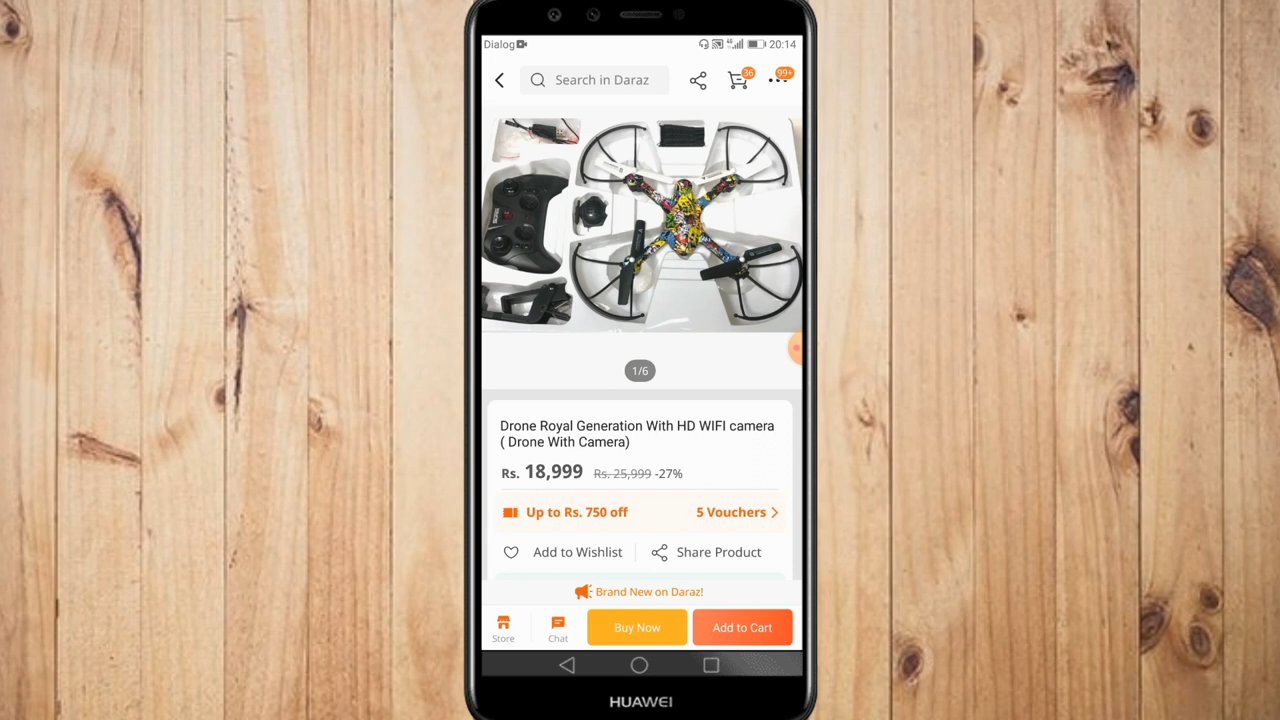 Dialog
4G
20:14
Search in Daraz
36
99+
1/6
Drone Royal Generation With HD WIFI camera
( Drone With Camera)
Rs. 18,999 Rs. 25,999 -27%
Up to Rs. 750 off 5 Vouchers
Add to Wishlist Share Product
Brand New on Daraz!
Store Chat Buy Now Add to Cart
HUAWEI